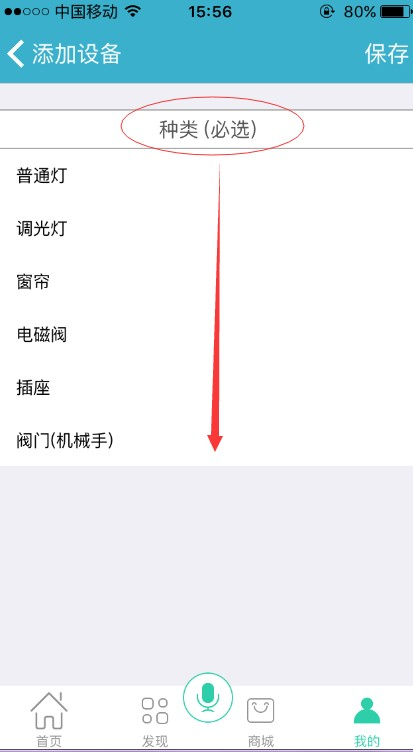 中国移动 15:56 80%
添加设备 保存
种类 (必选)
普通灯
调光灯
窗帘
电磁阀
插座
阀门(机械手)
首页 发现 商城 我的